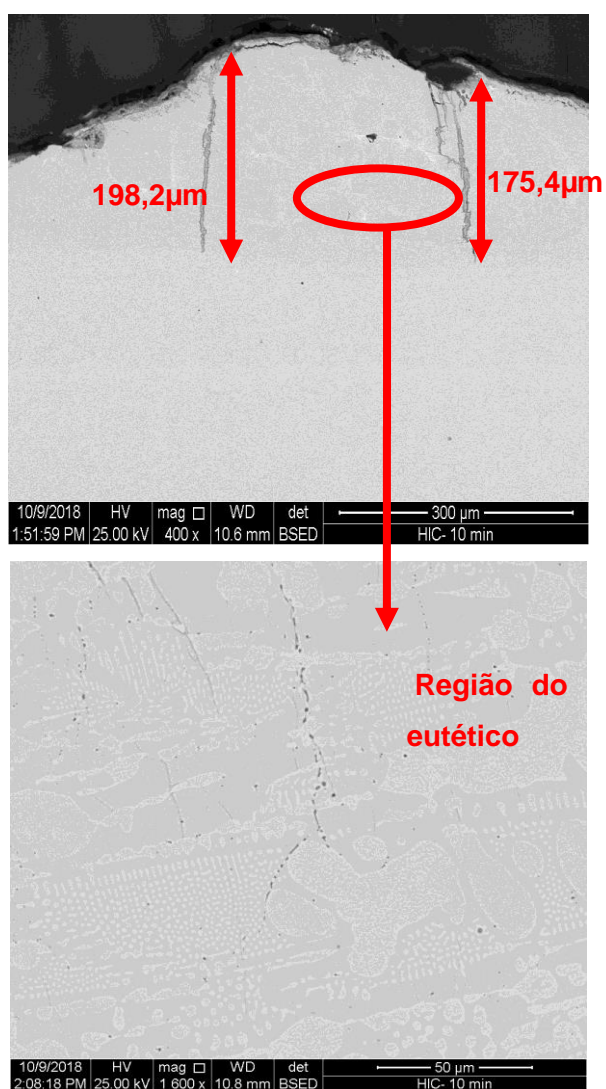 198,2µm
175,4µm
10/9/2018 HV mag □ WD det 300 µm
1:51:59 PM 25.00 kV 400 x 10.6 mm BSED HIC- 10 min
Região do
eutético
10/9/2018 HV mag □ WD det 50 µm
2:08:18 PM 25.00 kV 1 600 x 10.8 mm BSED HIC- 10 min